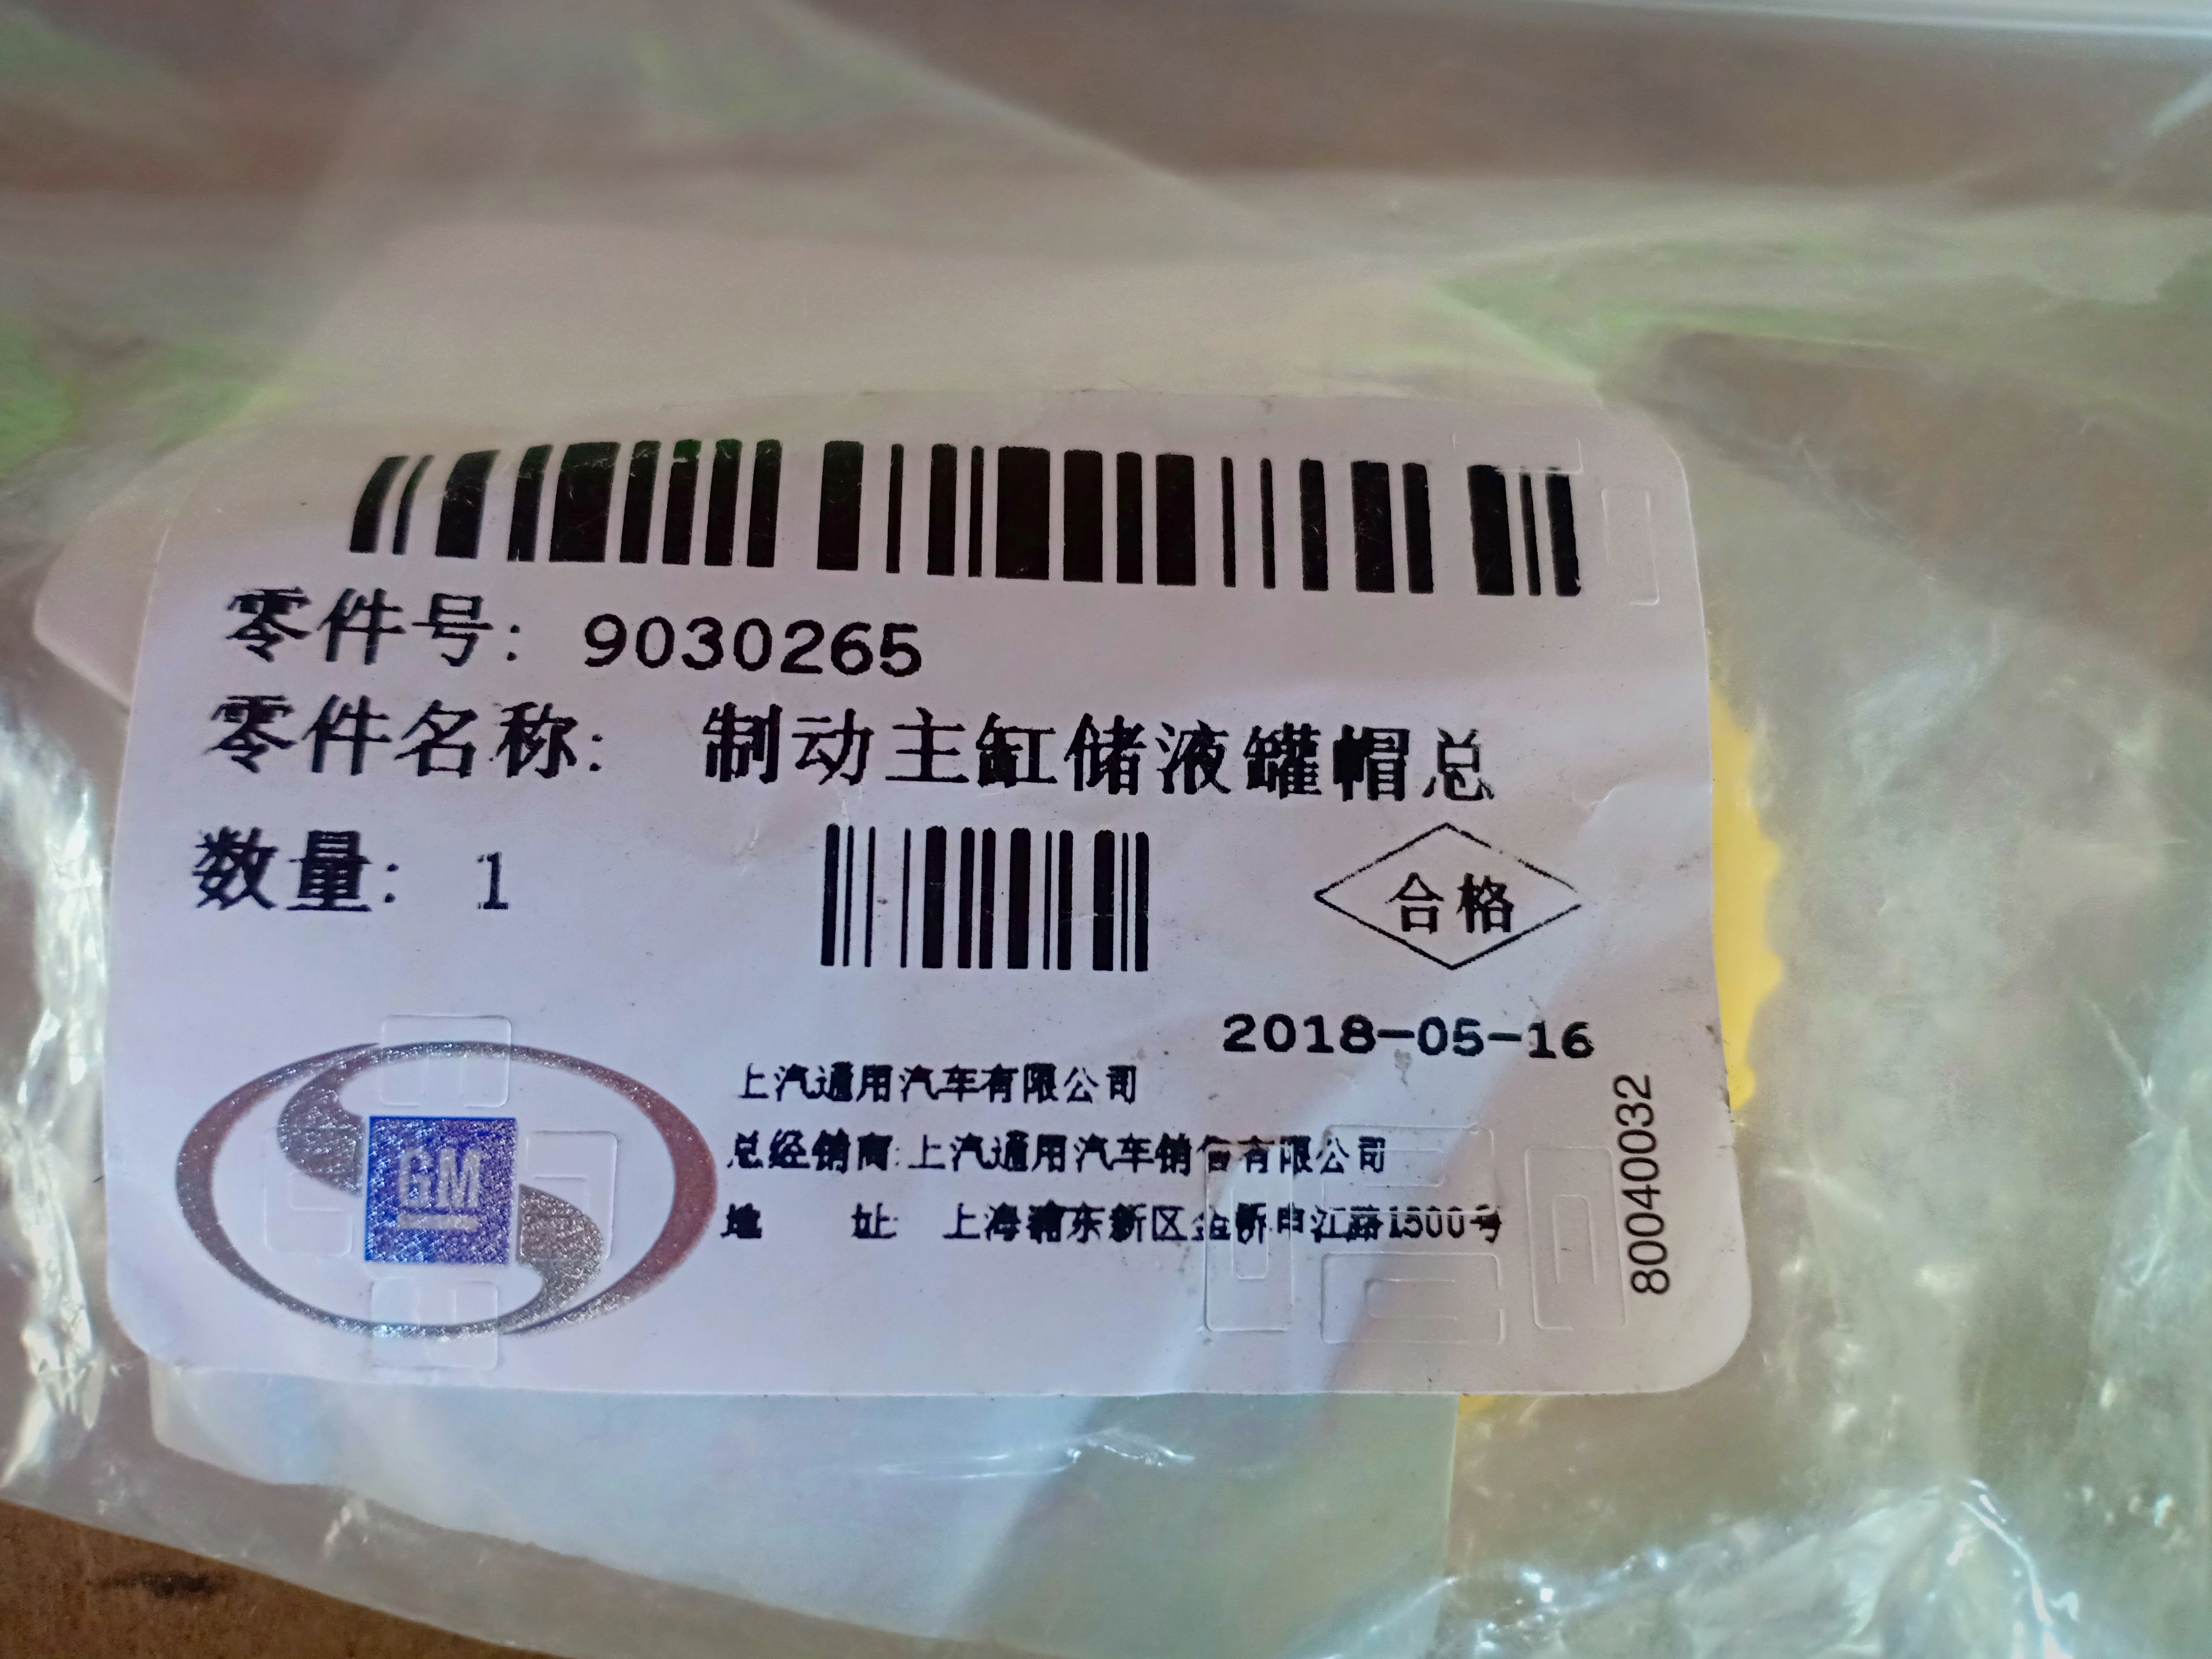 零件号: 9030265
零件名称: 制动主缸储液罐帽总
数量: 1
合格
2018-05-16
上汽通用汽车有限公司
总经销商:上汽通用汽车销售有限公司
地 址: 上海浦东新区金桥申江路1500号
80040032
GM